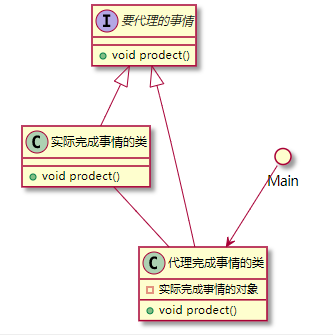 I 要代理的事情
void prodect()
C 实际完成事情的类
void prodect()
Main
C 代理完成事情的类
实际完成事情的对象
void prodect()